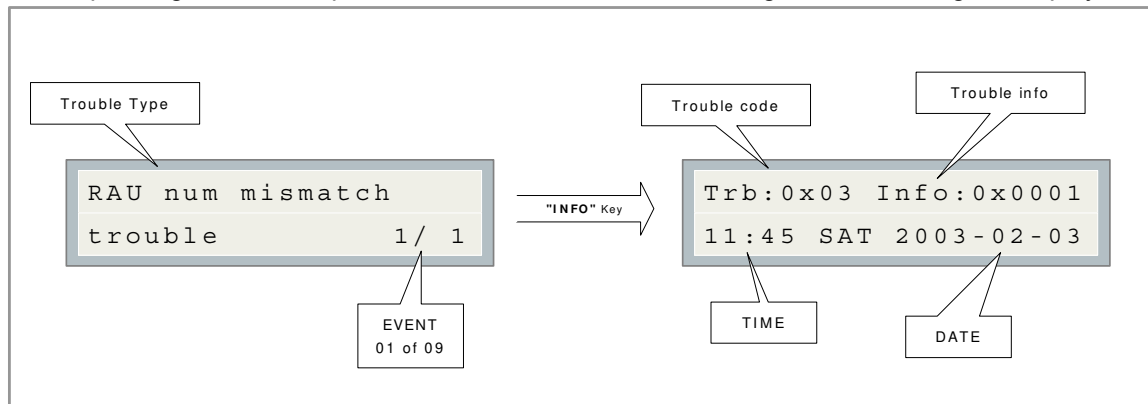 Trouble Type
Trouble code
Trouble info
RAU num mismatch
trouble 1/ 1
"INFO" Key
Trb:0x03 Info:0x0001
11:45 SAT 2003-02-03
EVENT
01 of 09
TIME
DATE